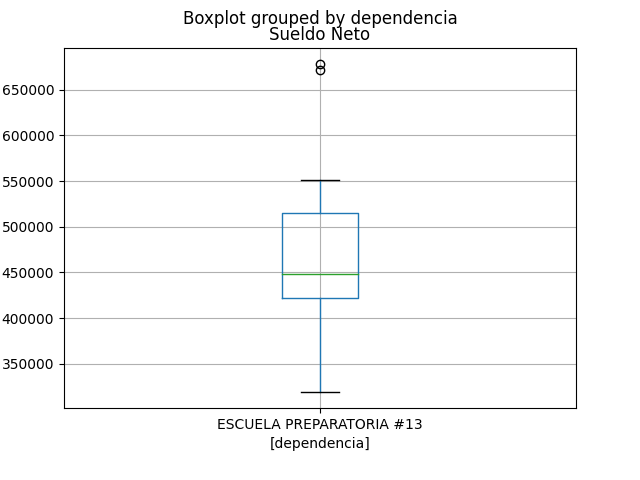 Boxplot grouped by dependencia
Sueldo Neto
650000
600000
550000
500000
450000
400000
350000
ESCUELA PREPARATORIA #13
[dependencia]